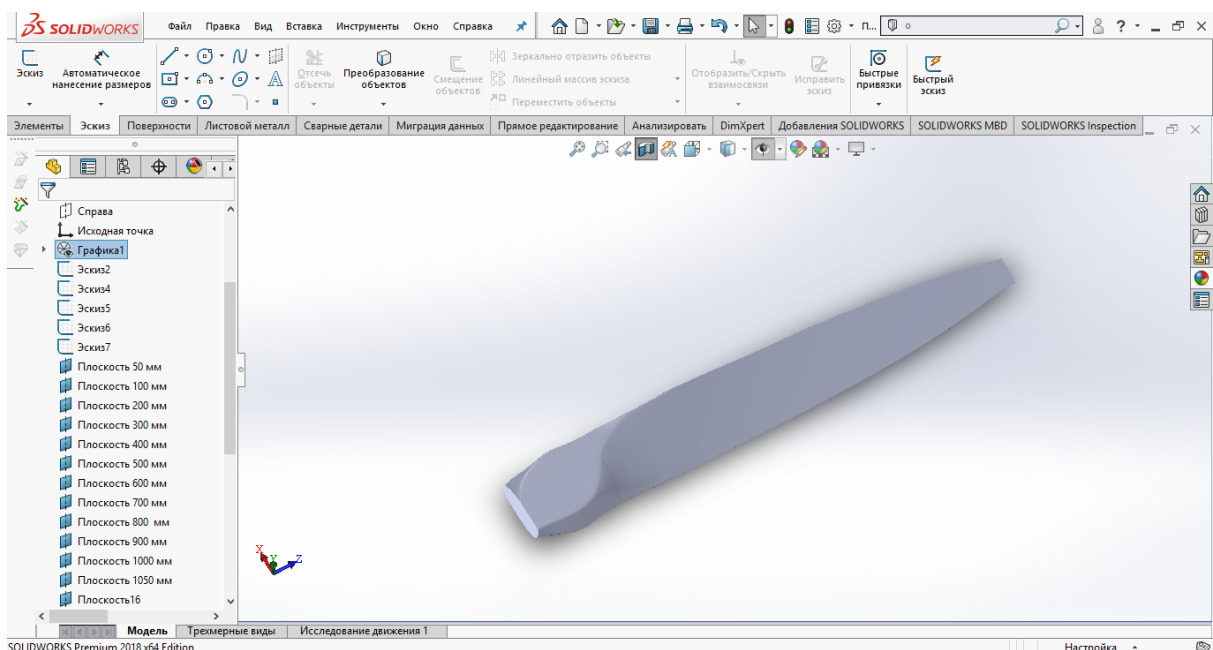 SOLIDWORKS Файл Правка Вид Вставка Инструменты Окно Справка П... 0
Эскиз Автоматическое нанесение размеров Отсечь объекты Преобразование объектов Смещение объектов Зеркально отразить объекты Отобразить/Скрыть взаимосвязи Исправить эскиз Быстрые привязки Быстрый эскиз
Линейный массив эскиза
Переместить объекты
Элементы Эскиз Поверхности Листовой металл Сварные детали Миграция данных Прямое редактирование Анализировать DimXpert Добавления SOLIDWORKS SOLIDWORKS MBD SOLIDWORKS Inspection
Справа
Исходная точка
Графика1
Эскиз2
Эскиз4
Эскиз5
Эскиз6
Эскиз7
Плоскость 50 мм
Плоскость 100 мм
Плоскость 200 мм
Плоскость 300 мм
Плоскость 400 мм
Плоскость 500 мм
Плоскость 600 мм
Плоскость 700 мм
Плоскость 800 мм
Плоскость 900 мм
Плоскость 1000 мм
Плоскость 1050 мм
Плоскость16
X Y Z
Модель Трехмерные виды Исследование движения 1
SOLIDWORKS Premium 2018 x64 Edition Настройка